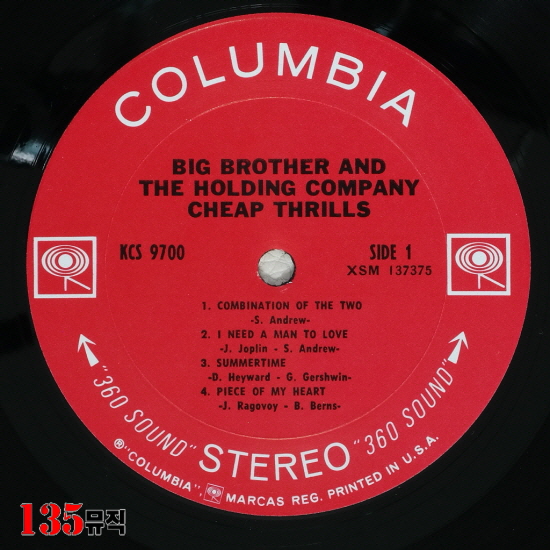 COLUMBIA
BIG BROTHER AND
THE HOLDING COMPANY
CHEAP THRILLS
KCS 9700
SIDE 1
XSM 137375
1. COMBINATION OF THE TWO
-S. Andrew-
2. I NEED A MAN TO LOVE
-J. Joplin - S. Andrew-
3. SUMMERTIME
-D. Heyward - G. Gershwin-
4. PIECE OF MY HEART
-J. Ragovoy - B. Berns-
"360 SOUND" STEREO "360 SOUND"
®"COLUMBIA", MARCAS REG. PRINTED IN U.S.A.
135뮤직